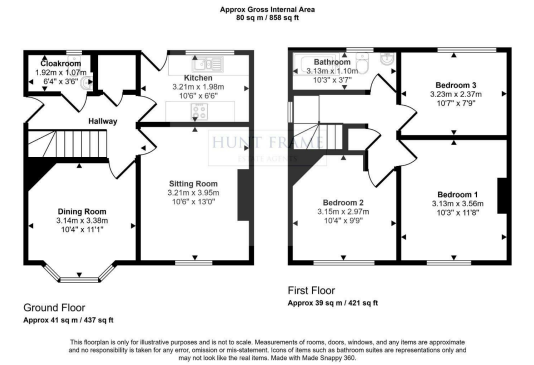 Approx Gross Internal Area
80 sq m / 858 sq ft
Cloakroom
1.92m x 1.07m
6'4" x 3'6"
Kitchen
3.21m x 1.98m
10'6" x 6'6"
Hallway
Sitting Room
3.21m x 3.95m
10'6" x 13'0"
Dining Room
3.14m x 3.38m
10'4" x 11'1"
Ground Floor
Approx 41 sq m / 437 sq ft
Bathroom
3.13m x 1.10m
10'3" x 3'7"
Bedroom 3
3.23m x 2.37m
10'7" x 7'9"
Bedroom 2
3.15m x 2.97m
10'4" x 9'9"
Bedroom 1
3.13m x 3.56m
10'3" x 11'8"
First Floor
Approx 39 sq m / 421 sq ft
HUNT FRAME
This floorplan is only for illustrative purposes and is not to scale. Measurements of rooms, doors, windows, and any items are approximate
and no responsibility is taken for any error, omission or mis-statement. Icons of items such as bathroom suites are representations only and
may not look like the real items. Made with Made Snappy 360.